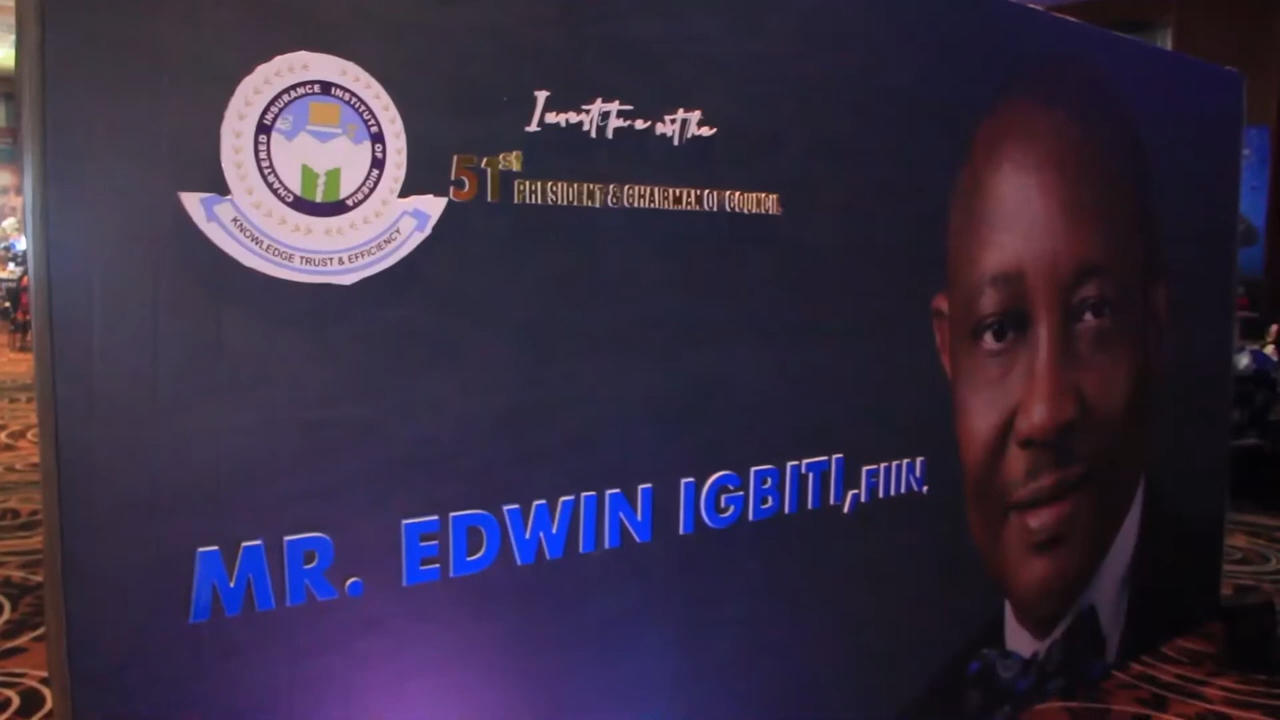 CHARTERED INSURANCE INSTITUTE OF NIGERIA
KNOWLEDGE TRUST & EFFICIENCY
Investiture as the
51st
PRESIDENT & CHAIRMAN OF COUNCIL
MR. EDWIN IGBITI, FIIN.